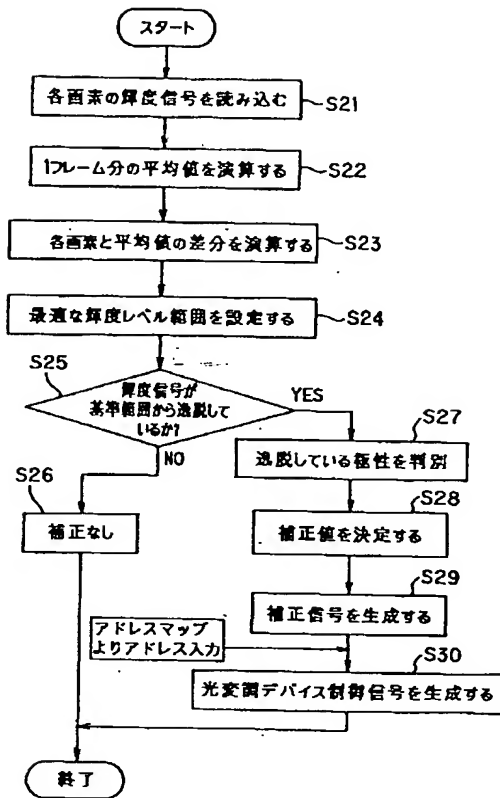 スタート
各画素の輝度信号を読み込む
S21
1フレーム分の平均値を演算する
S22
各画素と平均値の差分を演算する
S23
最適な輝度レベル範囲を設定する
S24
S25
輝度信号が
基準範囲から逸脱して
いるか?
YES
NO
S27
逸脱している極性を判別
S26
補正なし
S28
補正値を決定する
S29
補正信号を生成する
アドレスマップ
よりアドレス入力
S30
光変調デバイス制御信号を生成する
終了